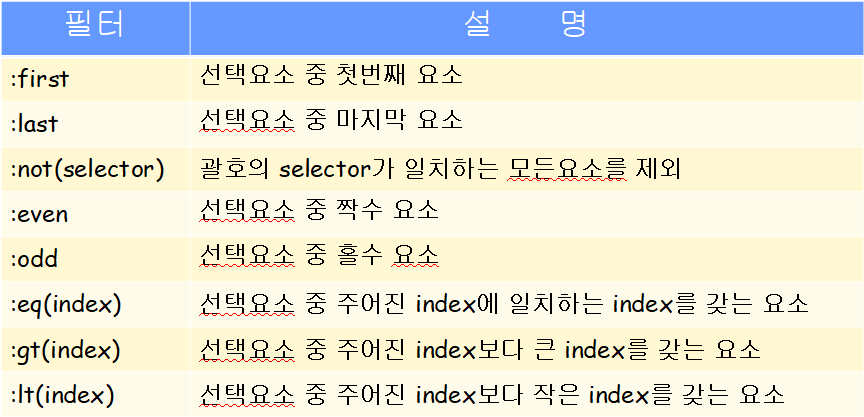 필터 설 명
:first 선택요소 중 첫번째 요소
:last 선택요소 중 마지막 요소
:not(selector) 괄호의 selector가 일치하는 모든요소를 제외
:even 선택요소 중 짝수 요소
:odd 선택요소 중 홀수 요소
:eq(index) 선택요소 중 주어진 index에 일치하는 index를 갖는 요소
:gt(index) 선택요소 중 주어진 index보다 큰 index를 갖는 요소
:lt(index) 선택요소 중 주어진 index보다 작은 index를 갖는 요소